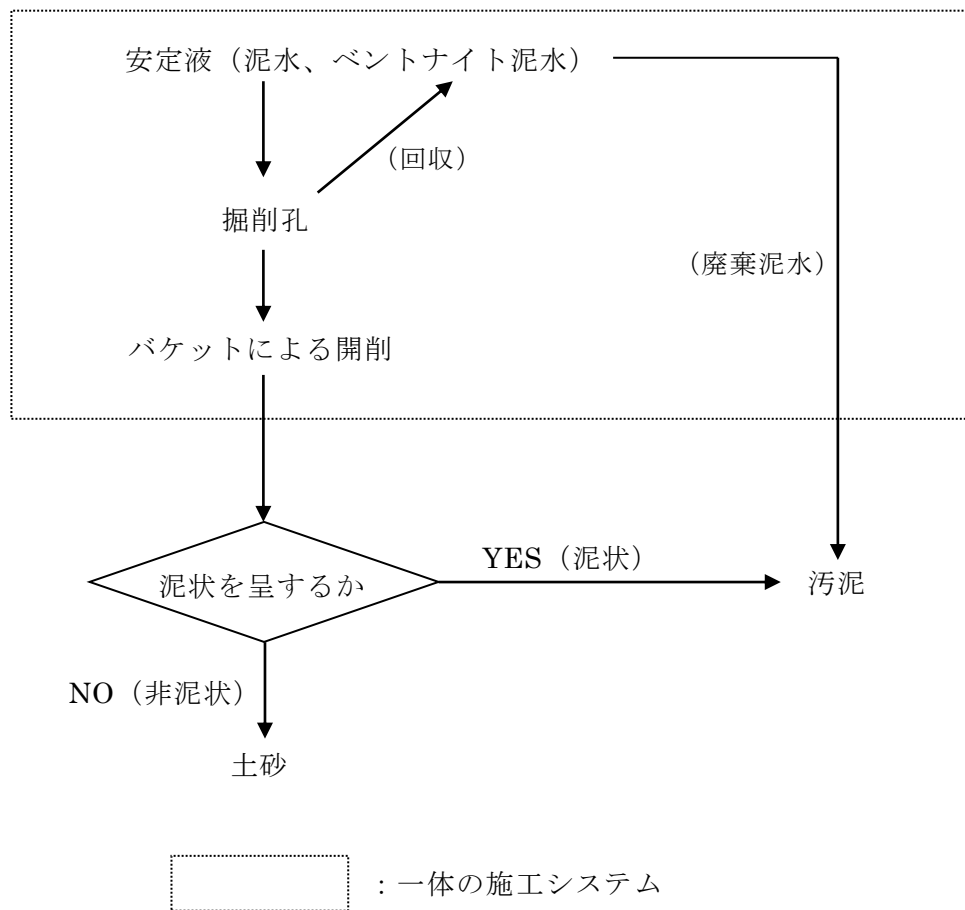 安定液（泥水、ベントナイト泥水）
（回収）
掘削孔
（廃棄泥水）
バケットによる開削
YES（泥状）
泥状を呈するか
汚泥
NO（非泥状）
土砂
：一体の施工システム